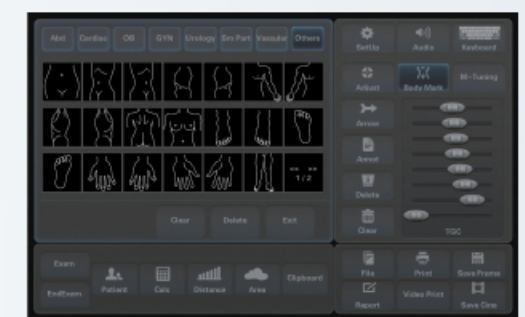 Abd Cardiac OB GYN Urology Sm Part Vascular Others
1/2
Clear Delete Exit
SetUp Audio Keyboard
Adjust Body Mark M-Tuning
Arrow
Annot
Delete
Clear TGC
Exam
EndExam Patient Calc Distance Area Clipboard
File Print Save Frame
Report Video Print Save Cine